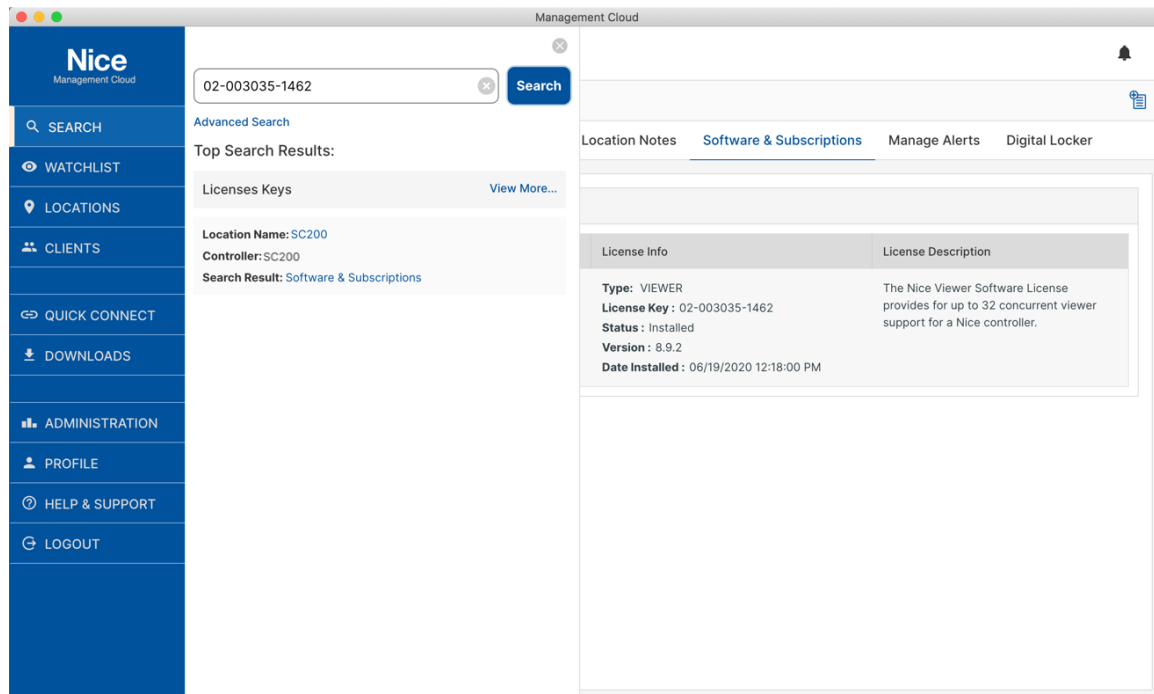 Management Cloud
Nice
Management Cloud
SEARCH
WATCHLIST
LOCATIONS
CLIENTS
QUICK CONNECT
DOWNLOADS
ADMINISTRATION
PROFILE
HELP & SUPPORT
LOGOUT
02-003035-1462
Search
Advanced Search
Top Search Results:
Licenses Keys View More...
Location Name: SC200
Controller: SC200
Search Result: Software & Subscriptions
Location Notes Software & Subscriptions Manage Alerts Digital Locker
License Info License Description
Type: VIEWER
License Key : 02-003035-1462
Status : Installed
Version : 8.9.2
Date Installed : 06/19/2020 12:18:00 PM
The Nice Viewer Software License
provides for up to 32 concurrent viewer
support for a Nice controller.